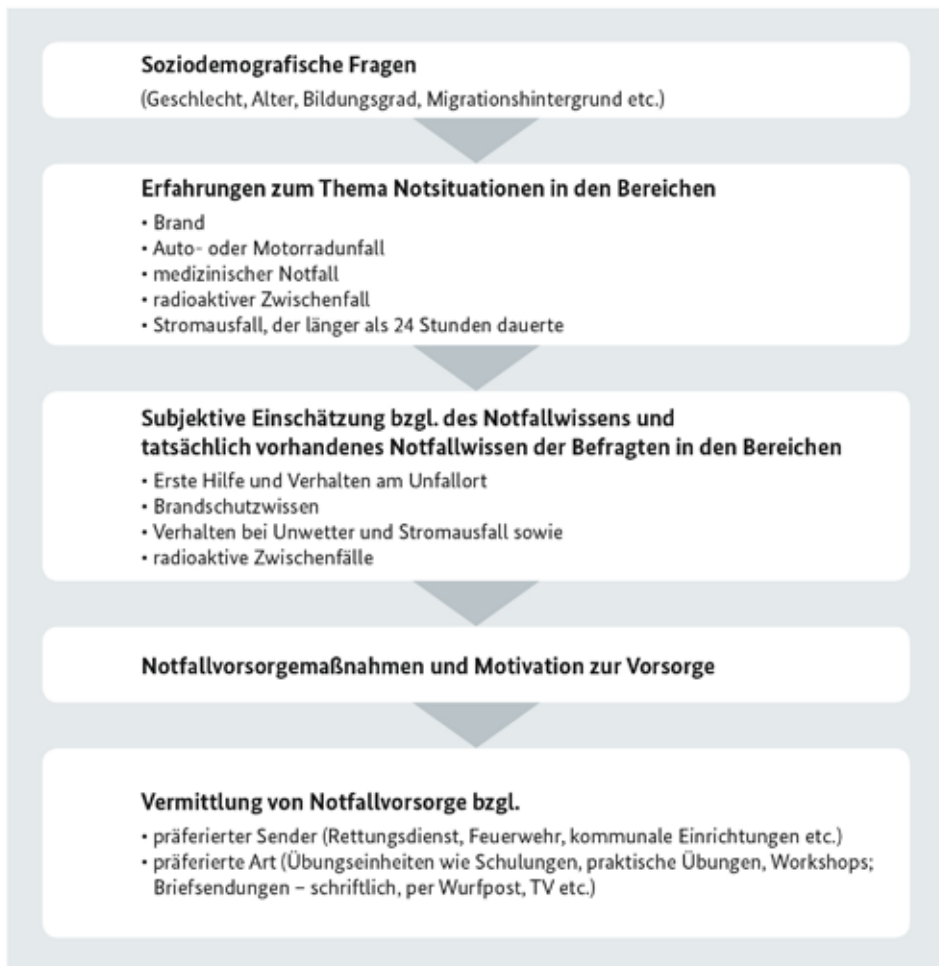 Soziodemografische Fragen
(Geschlecht, Alter, Bildungsgrad, Migrationshintergrund etc.)
Erfahrungen zum Thema Notsituationen in den Bereichen
• Brand
• Auto- oder Motorradunfall
• medizinischer Notfall
• radioaktiver Zwischenfall
• Stromausfall, der länger als 24 Stunden dauerte
Subjektive Einschätzung bzgl. des Notfallwissens und
tatsächlich vorhandenes Notfallwissen der Befragten in den Bereichen
• Erste Hilfe und Verhalten am Unfallort
• Brandschutzwissen
• Verhalten bei Unwetter und Stromausfall sowie
• radioaktive Zwischenfälle
Notfallvorsorgemaßnahmen und Motivation zur Vorsorge
Vermittlung von Notfallvorsorge bzgl.
• präferierter Sender (Rettungsdienst, Feuerwehr, kommunale Einrichtungen etc.)
• präferierte Art (Übungseinheiten wie Schulungen, praktische Übungen, Workshops;
Briefsendungen – schriftlich, per Wurfpost, TV etc.)